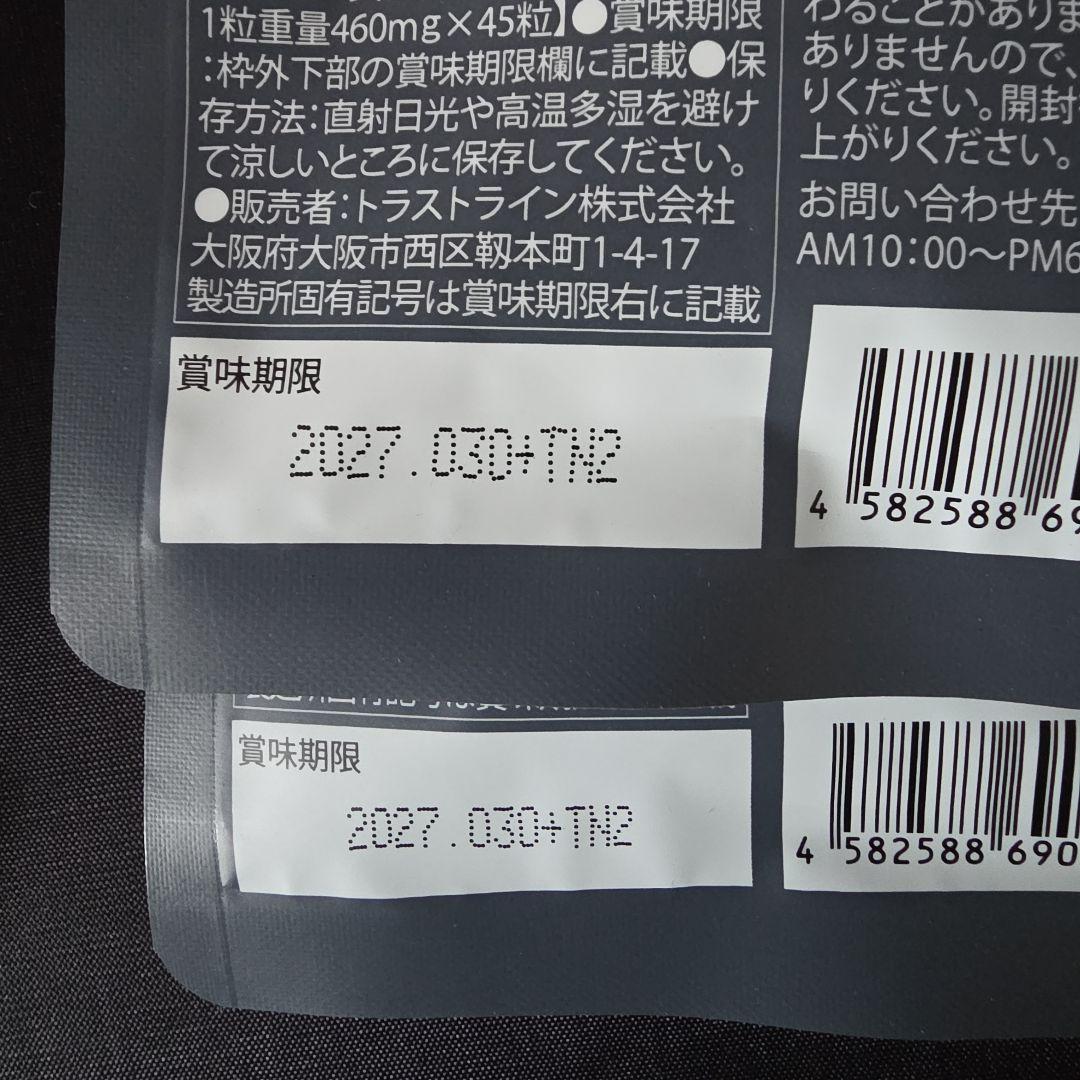 1粒重量460mg×45粒】●賞味期限
:枠外下部の賞味期限欄に記載●保
存方法:直射日光や高温多湿を避け
て涼しいところに保存してください。
●販売者:トラストライン株式会社
大阪府大阪市西区靱本町1-4-17
製造所固有記号は賞味期限右に記載
わることがありま
ありませんので、
りください。開封
上がりください。
お問い合わせ先
AM10:00〜PM6
賞味期限
2027.030+TN2
4 582588 69
賞味期限
2027.030+TN2
4 582588 690